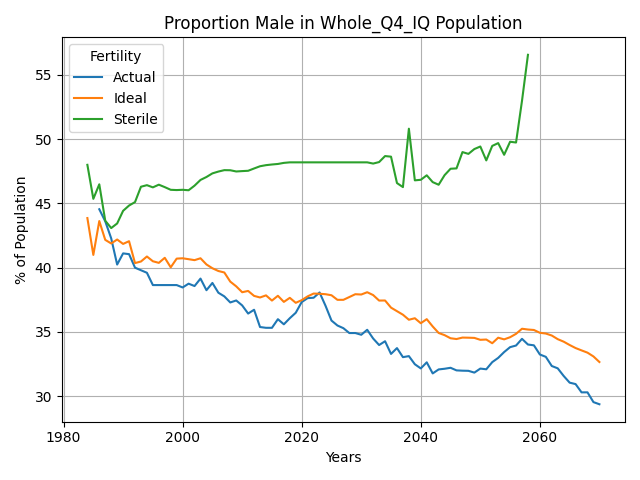 Proportion Male in Whole_Q4_IQ Population
% of Population
55
50
45
40
35
30
Fertility
Actual
Ideal
Sterile
1980
2000
2020
2040
2060
Years